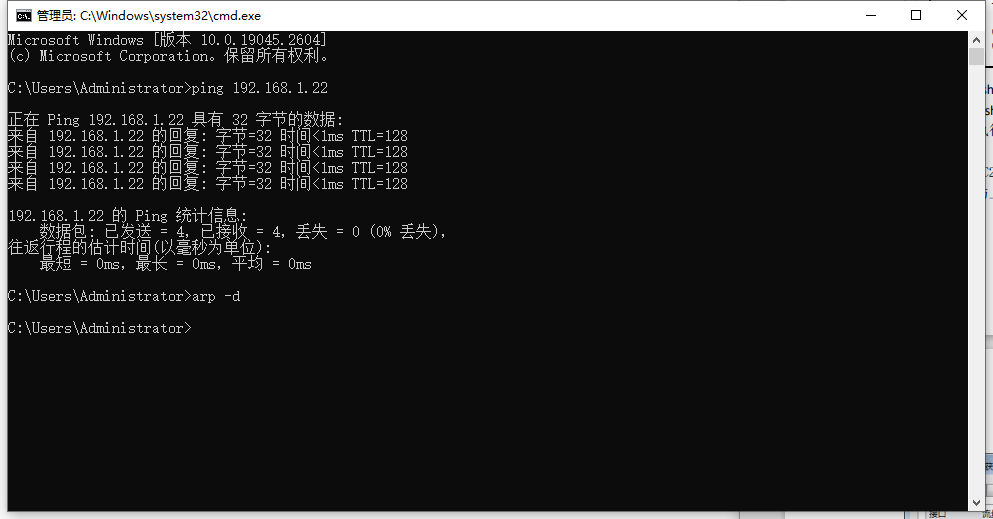 管理员: C:\Windows\system32\cmd.exe
Microsoft Windows [版本 10.0.19045.2604]
(c) Microsoft Corporation。保留所有权利。
C:\Users\Administrator>ping 192.168.1.22
正在 Ping 192.168.1.22 具有 32 字节的数据:
来自 192.168.1.22 的回复: 字节=32 时间<1ms TTL=128
来自 192.168.1.22 的回复: 字节=32 时间<1ms TTL=128
来自 192.168.1.22 的回复: 字节=32 时间<1ms TTL=128
来自 192.168.1.22 的回复: 字节=32 时间<1ms TTL=128
192.168.1.22 的 Ping 统计信息:
数据包: 已发送 = 4，已接收 = 4，丢失 = 0 (0% 丢失)，
往返行程的估计时间(以毫秒为单位):
最短 = 0ms，最长 = 0ms，平均 = 0ms
C:\Users\Administrator>arp -d
C:\Users\Administrator>
接口